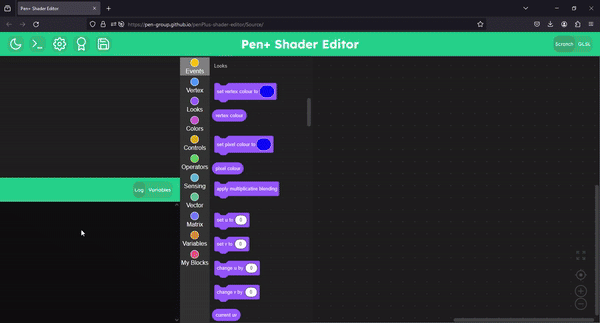 Pen+ Shader Editor
https://pen-group.github.io/penPlus-shader-editor/Source/
Pen+ Shader Editor
Scratch GLSL
Log Variables
Events
Vertex
Looks
Colors
Controls
Operators
Sensing
Vector
Matrix
Variables
My Blocks
Looks
set vertex colour to
vertex colour
set pixel colour to
pixel colour
apply multiplicative blending
set u to 0
set v to 0
change u by 0
change v by 0
current uv